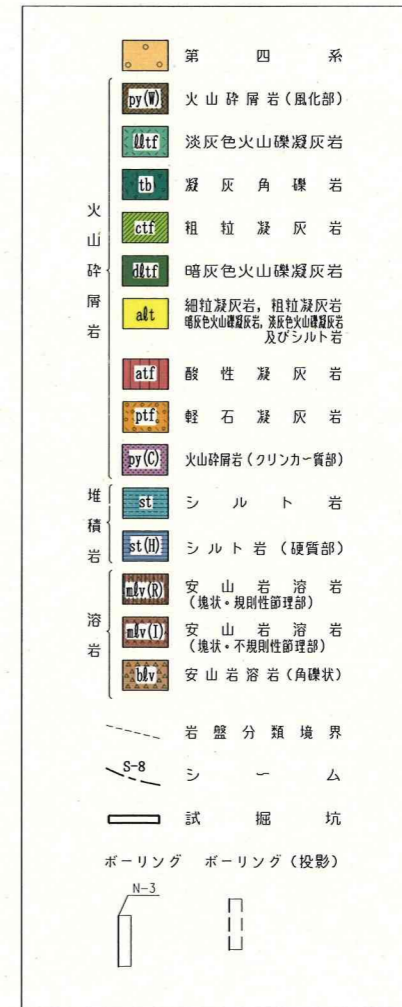 第四系
py(W) 火山砕屑岩(風化部)
lltf 淡灰色火山礫凝灰岩
tb 凝灰角礫岩
ctf 粗粒凝灰岩
dltf 暗灰色火山礫凝灰岩
alt 細粒凝灰岩,粗粒凝灰岩
暗灰色火山礫凝灰岩,淡灰色火山礫凝灰岩
及びシルト岩
atf 酸性凝灰岩
ptf 軽石凝灰岩
py(C) 火山砕屑岩(クリンカー質部)
火山砕屑岩
st シルト岩
st(H) シルト岩(硬質部)
堆積岩
mlv(R) 安山岩溶岩
(塊状・規則性節理部)
mlv(I) 安山岩溶岩
(塊状・不規則性節理部)
blv 安山岩溶岩(角礫状)
溶岩
岩盤分類境界
S-8 シーム
試掘坑
ボーリング ボーリング(投影)
N-3